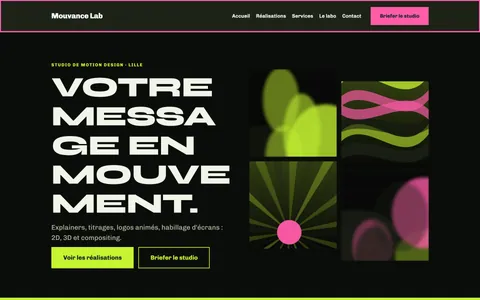 Mouvance Lab
Accueil Réalisations Services Le labo Contact Briefer le studio
STUDIO DE MOTION DESIGN · LILLE
VOTRE
MESSA
GE EN
MOUVE
MENT.
Explainers, titrages, logos animés, habillage d'écrans :
2D, 3D et compositing.
Voir les réalisations Briefer le studio